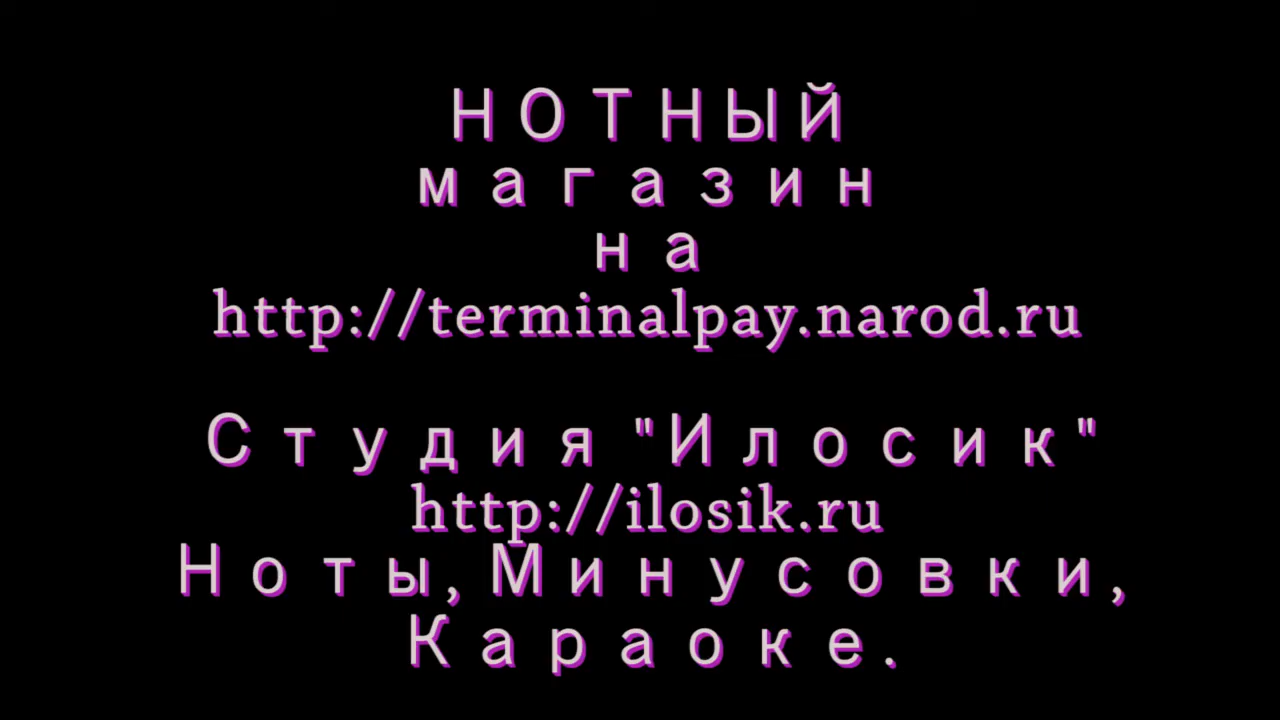 НОТНЫЙ
магазин
на
http://terminalpay.narod.ru
Студия "Илосик"
http://ilosik.ru
Ноты, Минусовки,
Караоке.